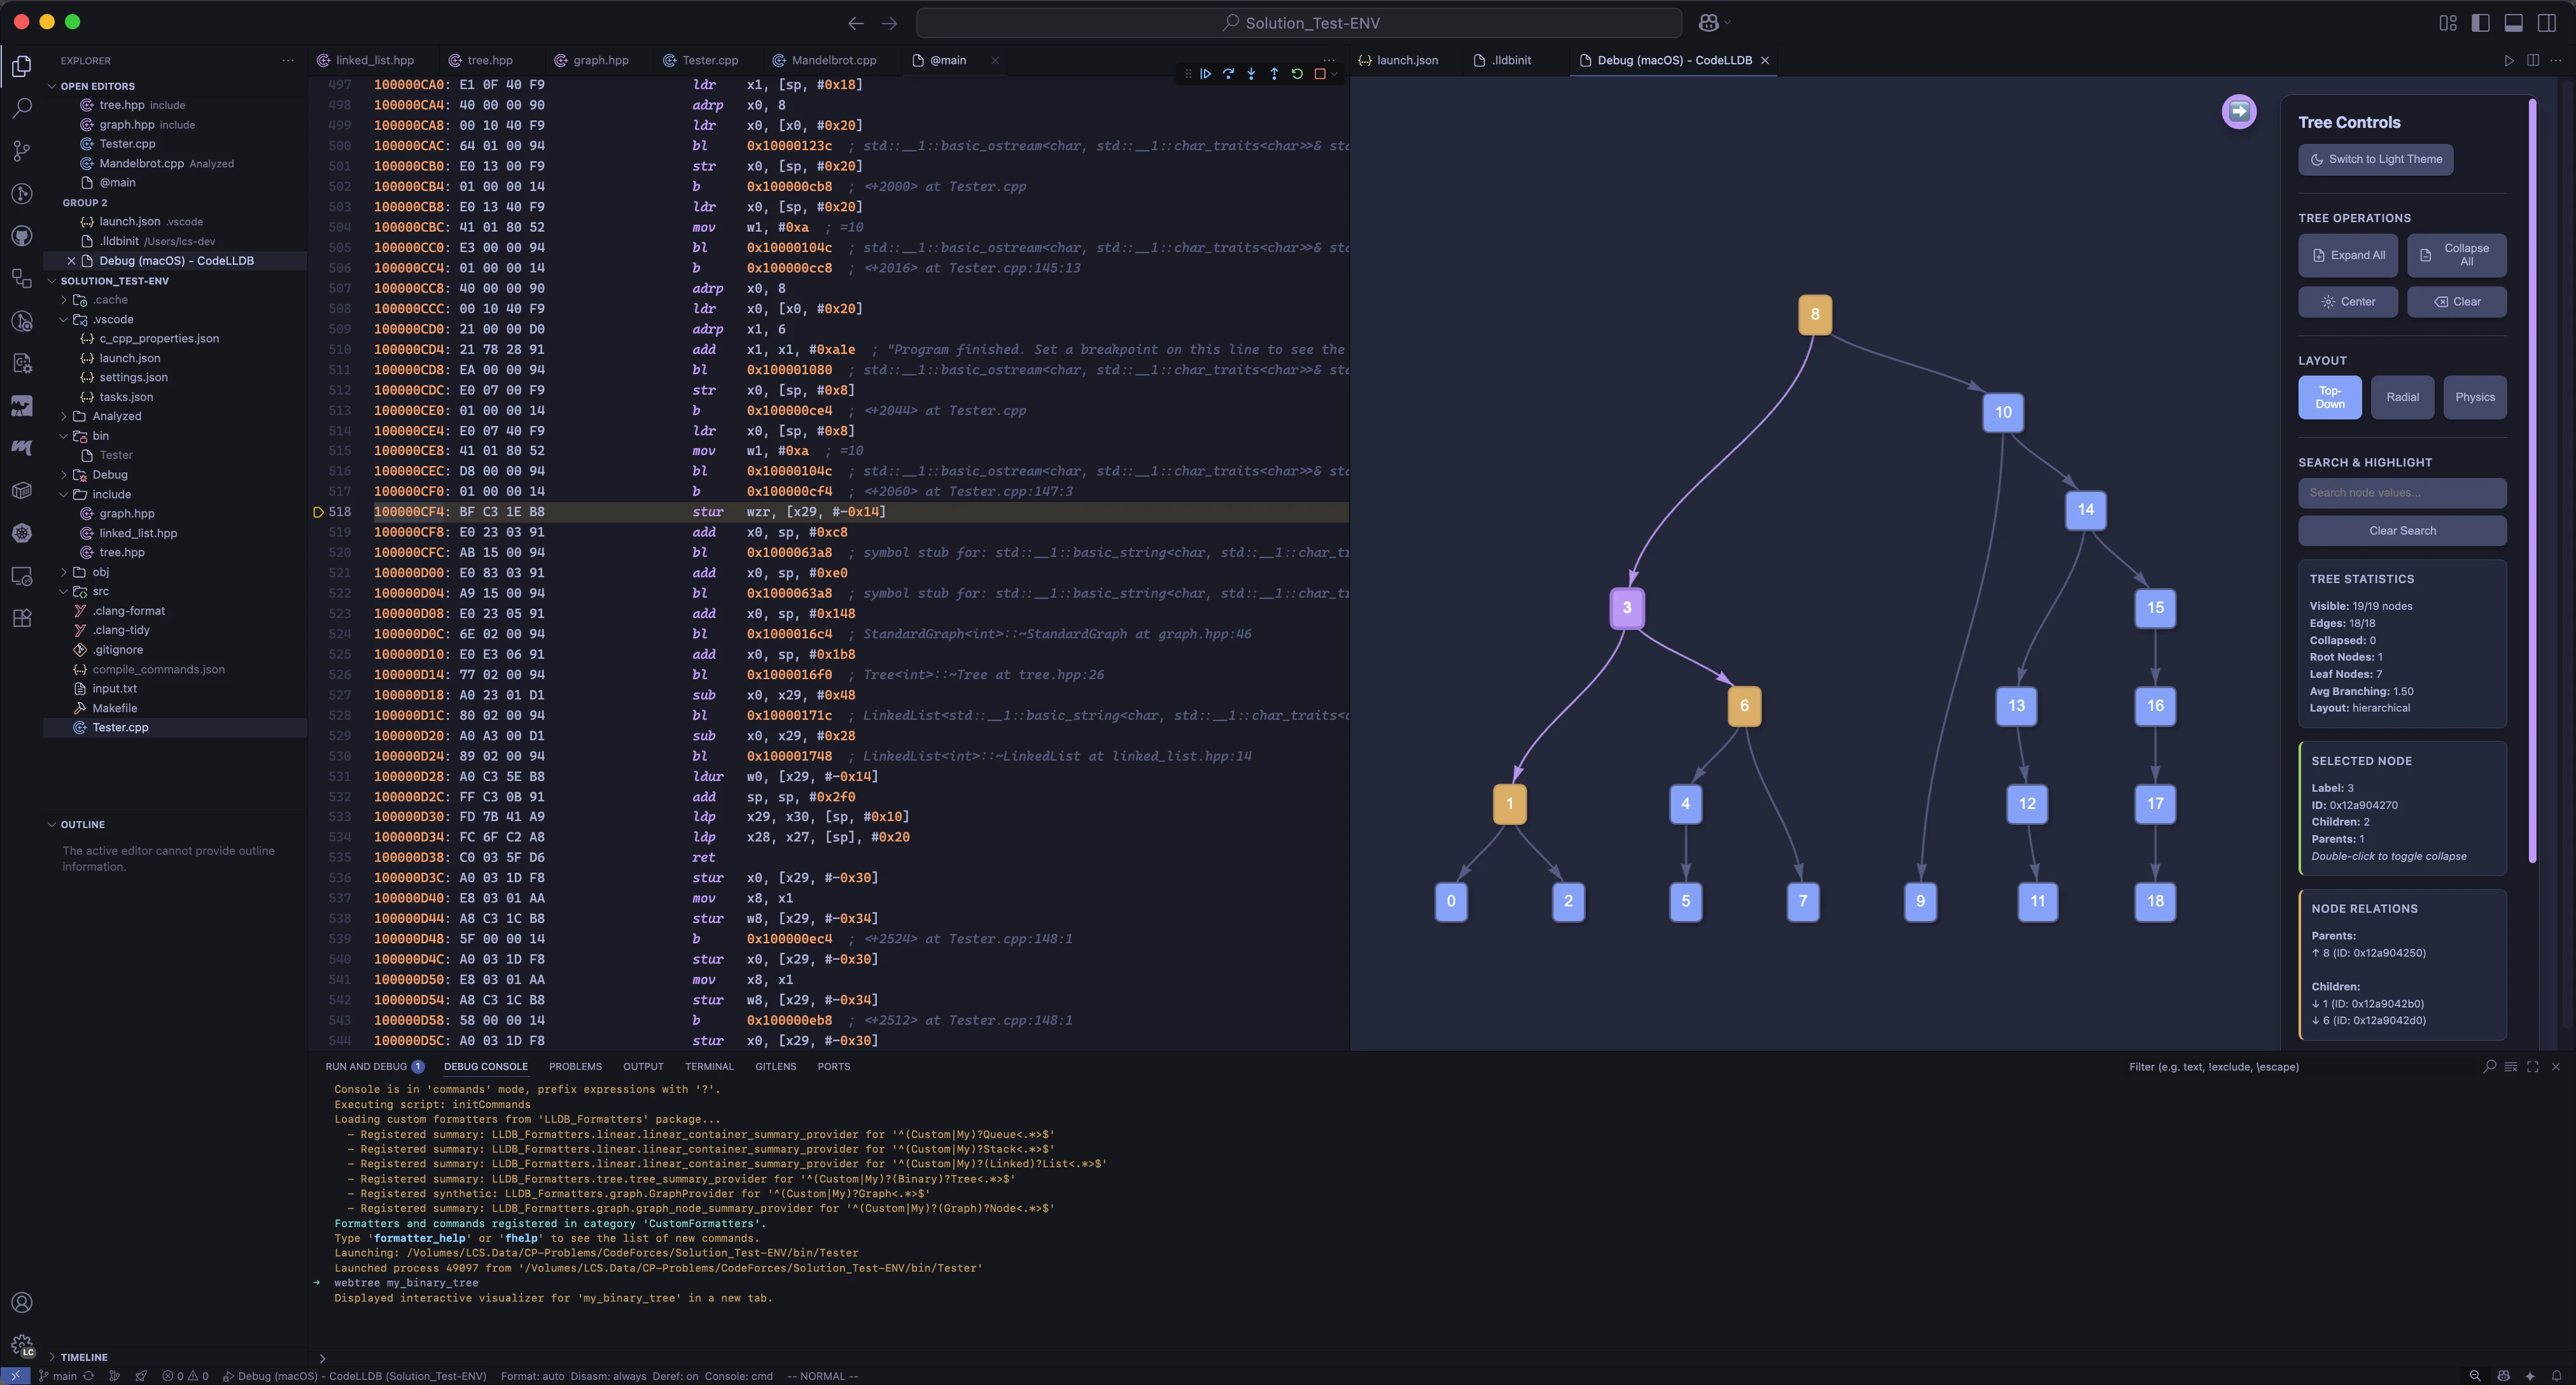 Solution_Test-ENV
EXPLORER
OPEN EDITORS
tree.hpp include
graph.hpp include
Tester.cpp
Mandelbrot.cpp Analyzed
@main
GROUP 2
launch.json .vscode
.lldbinit /Users/lcs-dev
Debug (macOS) - CodeLLDB
SOLUTION_TEST-ENV
.cache
.vscode
c_cpp_properties.json
launch.json
settings.json
tasks.json
Analyzed
bin
Tester
Debug
include
graph.hpp
linked_list.hpp
tree.hpp
obj
src
.clang-format
.clang-tidy
.gitignore
compile_commands.json
input.txt
Makefile
Tester.cpp
OUTLINE
The active editor cannot provide outline
information.
TIMELINE
linked_list.hpp tree.hpp graph.hpp Tester.cpp Mandelbrot.cpp @main
497 100000CA0: E1 0F 40 F9 ldr x1, [sp, #0x18]
498 100000CA4: 40 00 00 90 adrp x0, 8
499 100000CA8: 00 10 40 F9 ldr x0, [x0, #0x20]
500 100000CAC: 64 01 00 94 bl 0x10000123c ; std::__1::basic_ostream<char, std::__1::char_traits<char>>& sta
501 100000CB0: E0 13 00 F9 str x0, [sp, #0x20]
502 100000CB4: 01 00 00 14 b 0x100000cb8 ; <+2000> at Tester.cpp
503 100000CB8: E0 13 40 F9 ldr x0, [sp, #0x20]
504 100000CBC: 41 01 80 52 mov w1, #0xa ; =10
505 100000CC0: E3 00 00 94 bl 0x10000104c ; std::__1::basic_ostream<char, std::__1::char_traits<char>>& sta
506 100000CC4: 01 00 00 14 b 0x100000cc8 ; <+2016> at Tester.cpp:145:13
507 100000CC8: 40 00 00 90 adrp x0, 8
508 100000CCC: 00 10 40 F9 ldr x0, [x0, #0x20]
509 100000CD0: 21 00 00 D0 adrp x1, 6
510 100000CD4: 21 78 28 91 add x1, x1, #0xa1e ; "Program finished. Set a breakpoint on this line to see the
511 100000CD8: EA 00 00 94 bl 0x100001080 ; std::__1::basic_ostream<char, std::__1::char_traits<char>>& sta
512 100000CDC: E0 07 00 F9 str x0, [sp, #0x8]
513 100000CE0: 01 00 00 14 b 0x100000ce4 ; <+2044> at Tester.cpp
514 100000CE4: E0 07 40 F9 ldr x0, [sp, #0x8]
515 100000CE8: 41 01 80 52 mov w1, #0xa ; =10
516 100000CEC: D8 00 00 94 bl 0x10000104c ; std::__1::basic_ostream<char, std::__1::char_traits<char>>& sta
517 100000CF0: 01 00 00 14 b 0x100000cf4 ; <+2060> at Tester.cpp:147:3
518 100000CF4: BF C3 1E B8 stur wzr, [x29, #-0x14]
519 100000CF8: E0 23 03 91 add x0, sp, #0xc8
520 100000CFC: AB 15 00 94 bl 0x1000063a8 ; symbol stub for: std::__1::basic_string<char, std::__1::char_tr
521 100000D00: E0 83 03 91 add x0, sp, #0xe0
522 100000D04: A9 15 00 94 bl 0x1000063a8 ; symbol stub for: std::__1::basic_string<char, std::__1::char_tr
523 100000D08: E0 23 05 91 add x0, sp, #0x148
524 100000D0C: 6E 02 00 94 bl 0x1000016c4 ; StandardGraph<int>::~StandardGraph at graph.hpp:46
525 100000D10: E0 E3 06 91 add x0, sp, #0x1b8
526 100000D14: 77 02 00 94 bl 0x1000016f0 ; Tree<int>::~Tree at tree.hpp:26
527 100000D18: A0 23 01 D1 sub x0, x29, #0x48
528 100000D1C: 80 02 00 94 bl 0x10000171c ; LinkedList<std::__1::basic_string<char, std::__1::char_traits<c
529 100000D20: A0 A3 00 D1 sub x0, x29, #0x28
530 100000D24: 89 02 00 94 bl 0x100001748 ; LinkedList<int>::~LinkedList at linked_list.hpp:14
531 100000D28: A0 C3 5E B8 ldur w0, [x29, #-0x14]
532 100000D2C: FF C3 0B 91 add sp, sp, #0x2f0
533 100000D30: FD 7B 41 A9 ldp x29, x30, [sp, #0x10]
534 100000D34: FC 6F C2 A8 ldp x28, x27, [sp], #0x20
535 100000D38: C0 03 5F D6 ret
536 100000D3C: A0 03 1D F8 stur x0, [x29, #-0x30]
537 100000D40: E8 03 01 AA mov x8, x1
538 100000D44: A8 C3 1C B8 stur w8, [x29, #-0x34]
539 100000D48: 5F 00 00 14 b 0x100000ec4 ; <+2524> at Tester.cpp:148:1
540 100000D4C: A0 03 1D F8 stur x0, [x29, #-0x30]
541 100000D50: E8 03 01 AA mov x8, x1
542 100000D54: A8 C3 1C B8 stur w8, [x29, #-0x34]
543 100000D58: 58 00 00 14 b 0x100000eb8 ; <+2512> at Tester.cpp:148:1
544 100000D5C: A0 03 1D F8 stur x0, [x29, #-0x30]
launch.json .lldbinit Debug (macOS) - CodeLLDB
8
10
14
3
15
6
13
16
1
4
12
17
0
2
5
7
9
11
18
Tree Controls
Switch to Light Theme
TREE OPERATIONS
Expand All
Collapse
All
Center
Clear
LAYOUT
Top-
Down
Radial
Physics
SEARCH & HIGHLIGHT
Search node values...
Clear Search
TREE STATISTICS
Visible: 19/19 nodes
Edges: 18/18
Collapsed: 0
Root Nodes: 1
Leaf Nodes: 7
Avg Branching: 1.50
Layout: hierarchical
SELECTED NODE
Label: 3
ID: 0x12a904270
Children: 2
Parents: 1
Double-click to toggle collapse
NODE RELATIONS
Parents:
↑ 8 (ID: 0x12a904250)
Children:
↓ 1 (ID: 0x12a9042b0)
↓ 6 (ID: 0x12a9042d0)
RUN AND DEBUG 1 DEBUG CONSOLE PROBLEMS OUTPUT TERMINAL GITLENS PORTS
Filter (e.g. text, !exclude, \escape)
Console is in 'commands' mode, prefix expressions with '?'.
Executing script: initCommands
Loading custom formatters from 'LLDB_Formatters' package...
- Registered summary: LLDB_Formatters.linear.linear_container_summary_provider for '^(Custom|My)?Queue<.*>$'
- Registered summary: LLDB_Formatters.linear.linear_container_summary_provider for '^(Custom|My)?Stack<.*>$'
- Registered summary: LLDB_Formatters.linear.linear_container_summary_provider for '^(Custom|My)?(Linked)?List<.*>$'
- Registered summary: LLDB_Formatters.tree.tree_summary_provider for '^(Custom|My)?(Binary)?Tree<.*>$'
- Registered synthetic: LLDB_Formatters.graph.GraphProvider for '^(Custom|My)?Graph<.*>$'
- Registered summary: LLDB_Formatters.graph.graph_node_summary_provider for '^(Custom|My)?(Graph)?Node<.*>$'
Formatters and commands registered in category 'CustomFormatters'.
Type 'formatter_help' or 'fhelp' to see the list of new commands.
Launching: /Volumes/LCS.Data/CP-Problems/CodeForces/Solution_Test-ENV/bin/Tester
Launched process 49097 from '/Volumes/LCS.Data/CP-Problems/CodeForces/Solution_Test-ENV/bin/Tester'
webtree my_binary_tree
Displayed interactive visualizer for 'my_binary_tree' in a new tab.
LC
main 0 0 Debug (macOS) - CodeLLDB (Solution_Test-ENV) Format: auto Disasm: always Deref: on Console: cmd -- NORMAL --